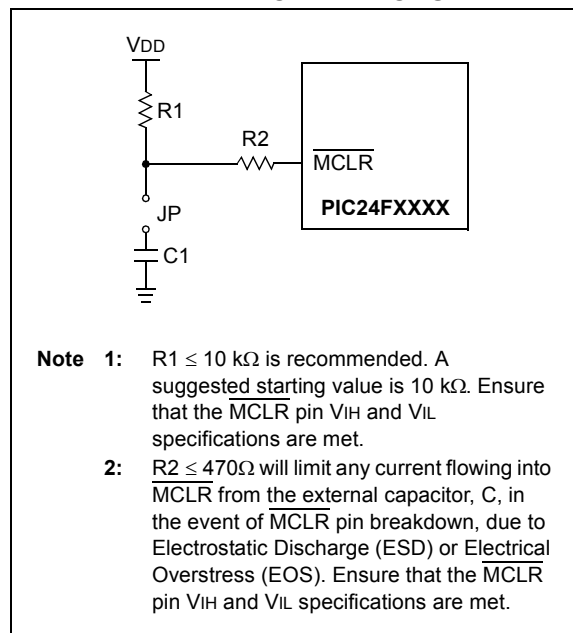 VDD
R1
R2
MCLR
PIC24FXXXX
JP
C1
Note 1: R1 ≤ 10 kΩ is recommended. A
suggested starting value is 10 kΩ. Ensure
that the MCLR pin VIH and VIL
specifications are met.
2: R2 ≤ 470Ω will limit any current flowing into
MCLR from the external capacitor, C, in
the event of MCLR pin breakdown, due to
Electrostatic Discharge (ESD) or Electrical
Overstress (EOS). Ensure that the MCLR
pin VIH and VIL specifications are met.